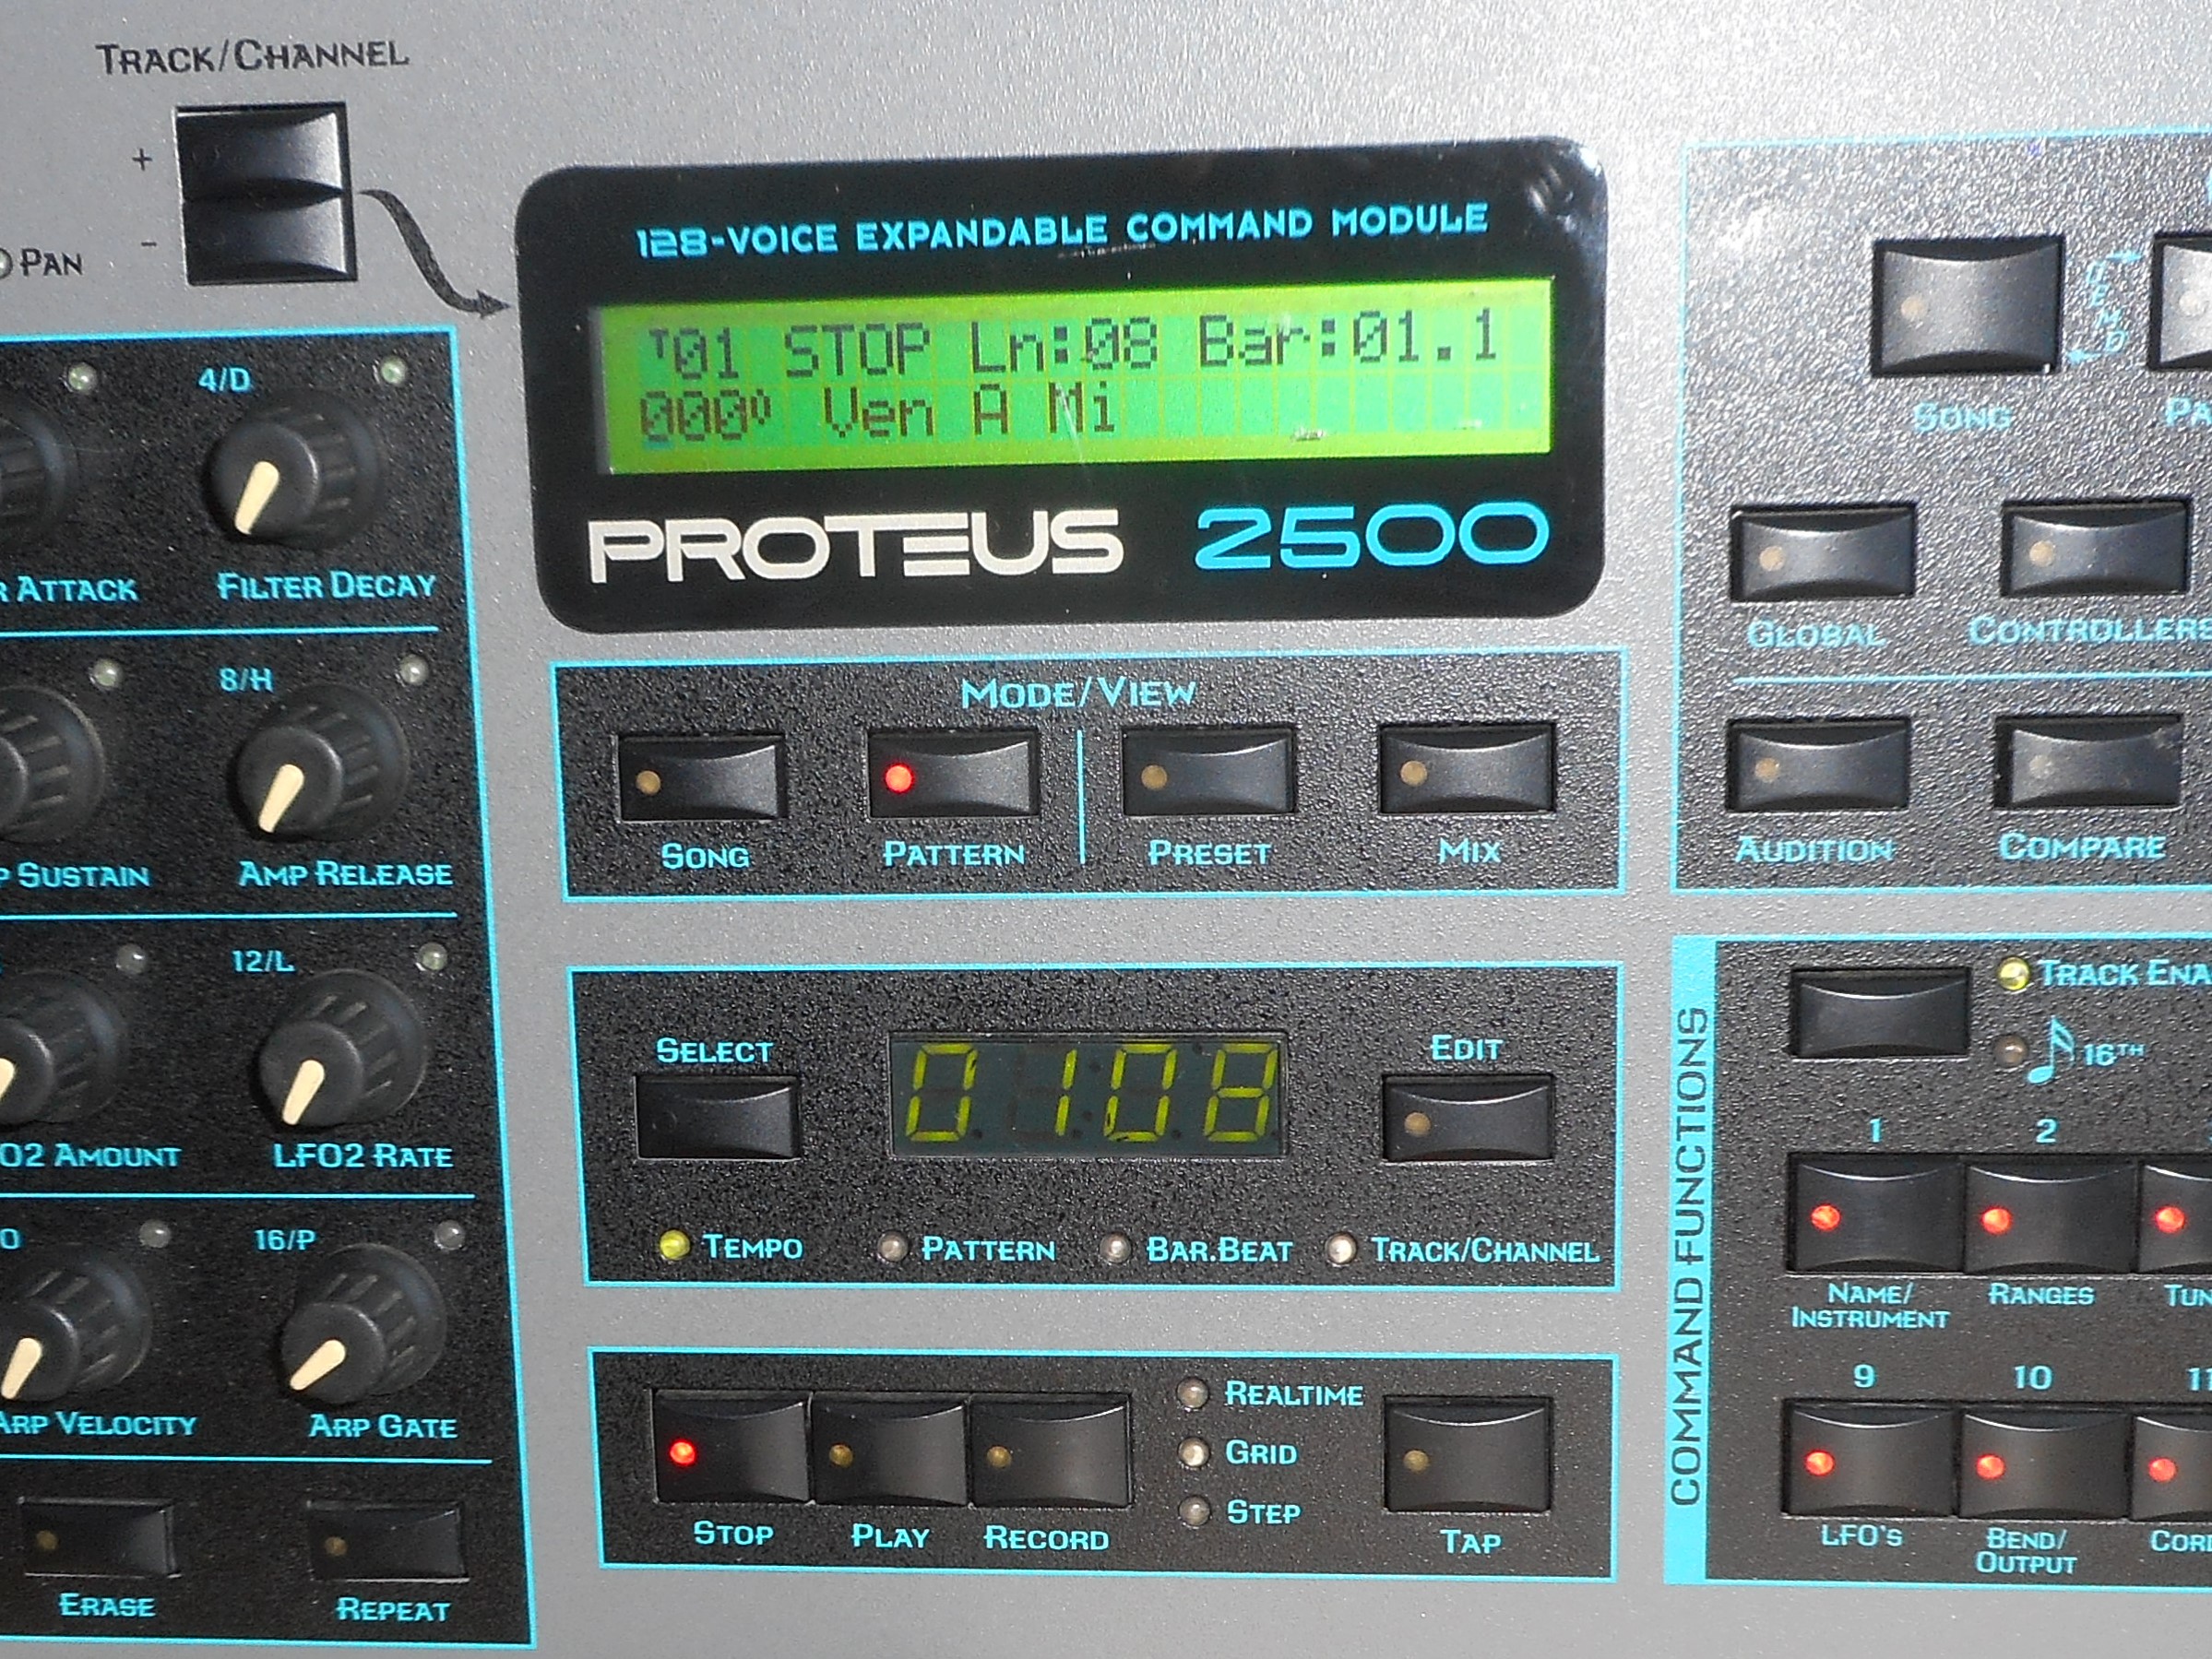 TRACK/CHANNEL
+
-
PAN
128-VOICE EXPANDABLE COMMAND MODULE
T01 STOP Ln:08 Bar:01.1
000 Ven A Mi
PROTEUS 2500
4/D
ATTACK
FILTER DECAY
8/H
SUSTAIN
AMP RELEASE
12/L
AMOUNT
LFO2 RATE
16/P
ARP VELOCITY
ARP GATE
ERASE
REPEAT
MODE/VIEW
SONG
PATTERN
PRESET
MIX
SELECT
0108
EDIT
TEMPO
PATTERN
BAR.BEAT
TRACK/CHANNEL
STOP
PLAY
RECORD
REALTIME
GRID
STEP
TAP
SONG
GLOBAL
CONTROLLERS
AUDITION
COMPARE
COMMAND FUNCTIONS
TRACK
16TH
1
2
NAME/
INSTRUMENT
RANGES
9
10
11
LFO'S
BEND/
OUTPUT